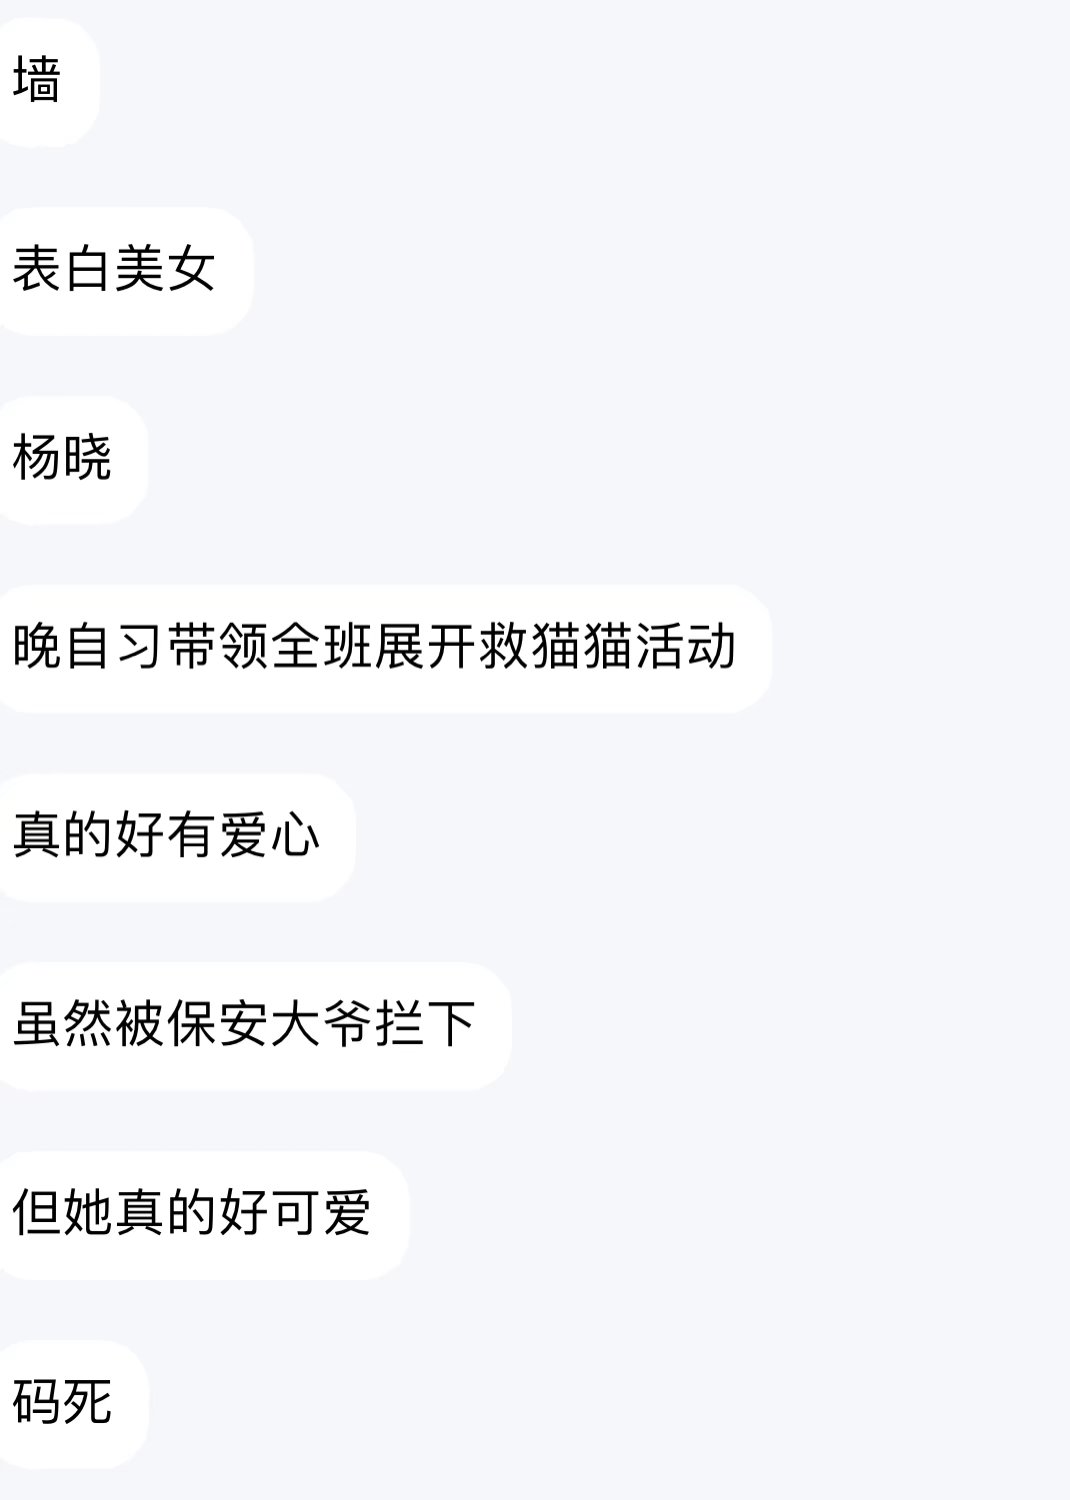 墙
表白美女
杨晓
晚自习带领全班展开救猫猫活动
真的好有爱心
虽然被保安大爷拦下
但她真的好可爱
码死